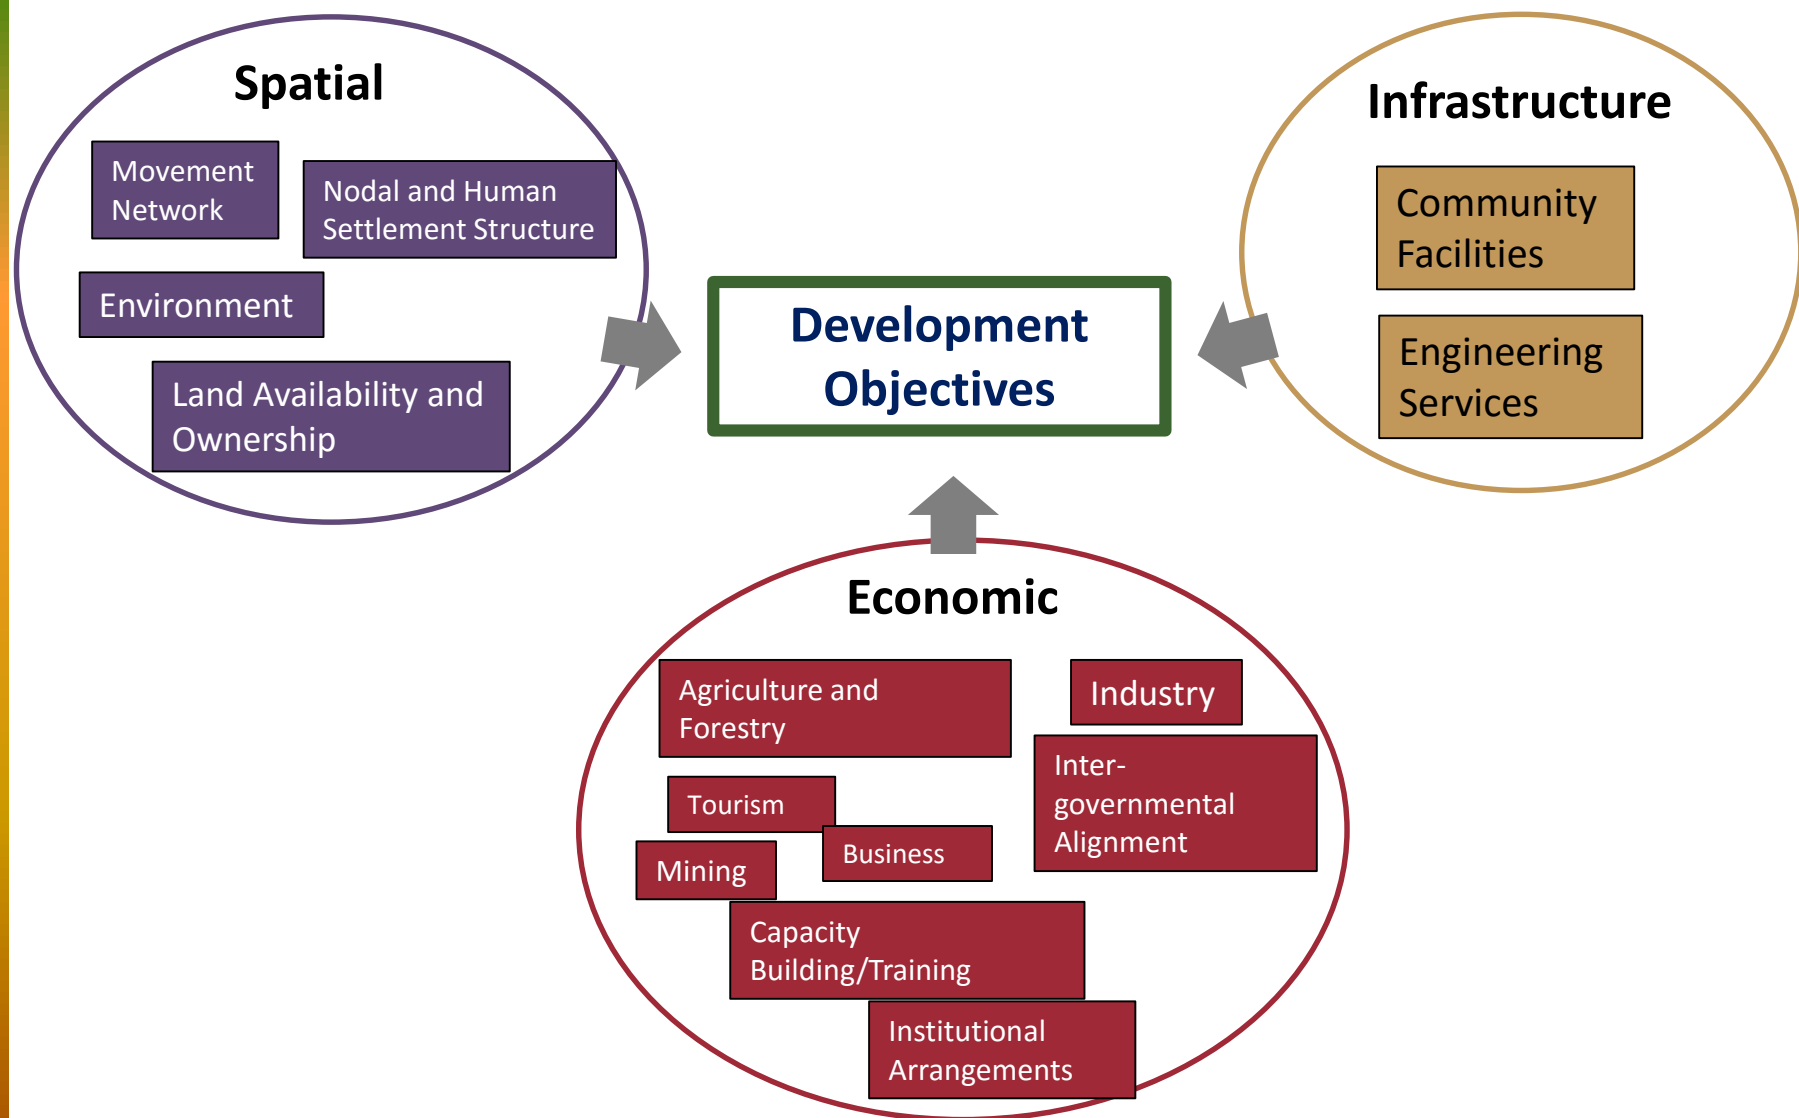 Spatial
Movement
Network
Nodal and Human
Settlement Structure
Environment
Land Availability and
Ownership
Infrastructure
Community
Facilities
Engineering
Services
Development
Objectives
Economic
Agriculture and
Forestry
Industry
Inter-
governmental
Alignment
Tourism
Business
Mining
Capacity
Building/Training
Institutional
Arrangements